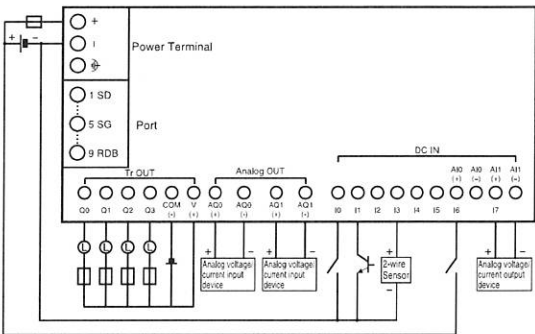 +
+ −
−
Power Terminal
1 SD
5 SG
Port
9 RDB
DC IN
Tr OUT
Analog OUT
AI0 AI0 AI1 AI1
COM V AQ0 AQ0 AQ1 AQ1
(+) (−) (+) (−)
Q0 Q1 Q2 Q3 (-) (+) (+) (-) (+) (-) I0 I1 I2 I3 I4 I5 I6 I7
+ − + − + + −
L L L L
Analog voltage/ current input device
Analog voltage/ current input device
2-wire Sensor
Analog voltage/ current output device
−